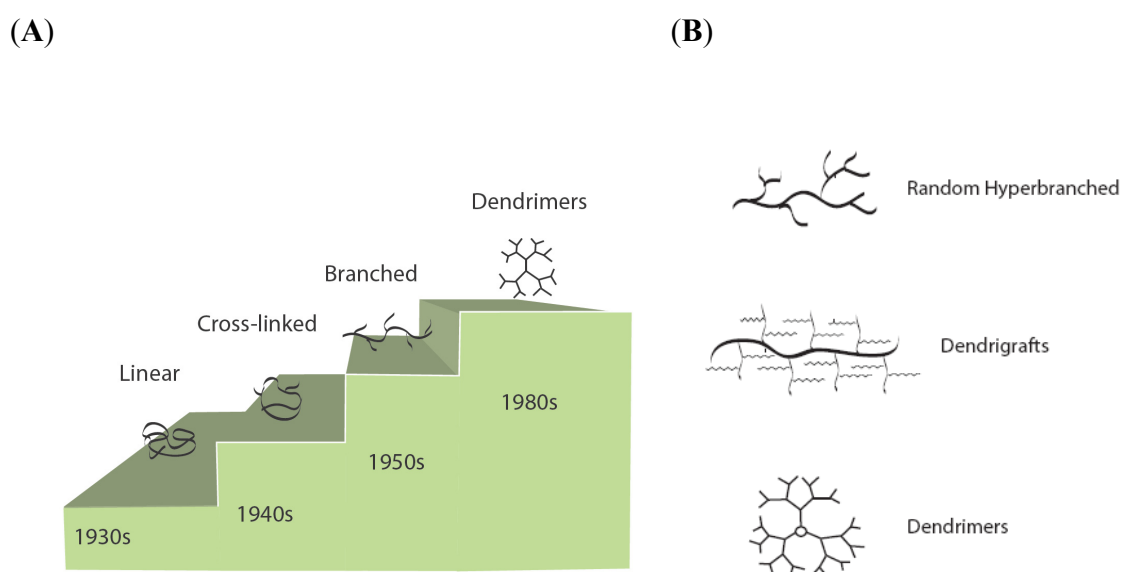 (A)
(B)
Random Hyperbranched
Dendrimers
Branched
Cross-linked
Dendrigrafts
Linear
1980s
1950s
1940s
1930s
Dendrimers